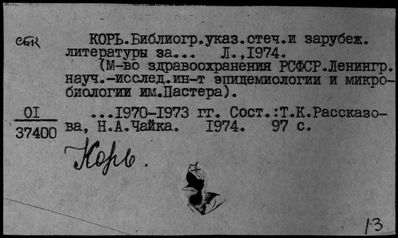 СБК
КОРЬ.Библиогр.указ.отеч.и зарубеж.
литературы за... Л.,1974.
(М-во здравоохранения РСФСР.Ленингр.
науч.-исслед.ин-т эпидемиологии и микро-
биологии им.Пастера).
01 ...1970-1973 гг. Сост.:Т.К.Рассказо-
37400 ва, Н.А.Чайка. 1974. 97 с.
Корь.
13